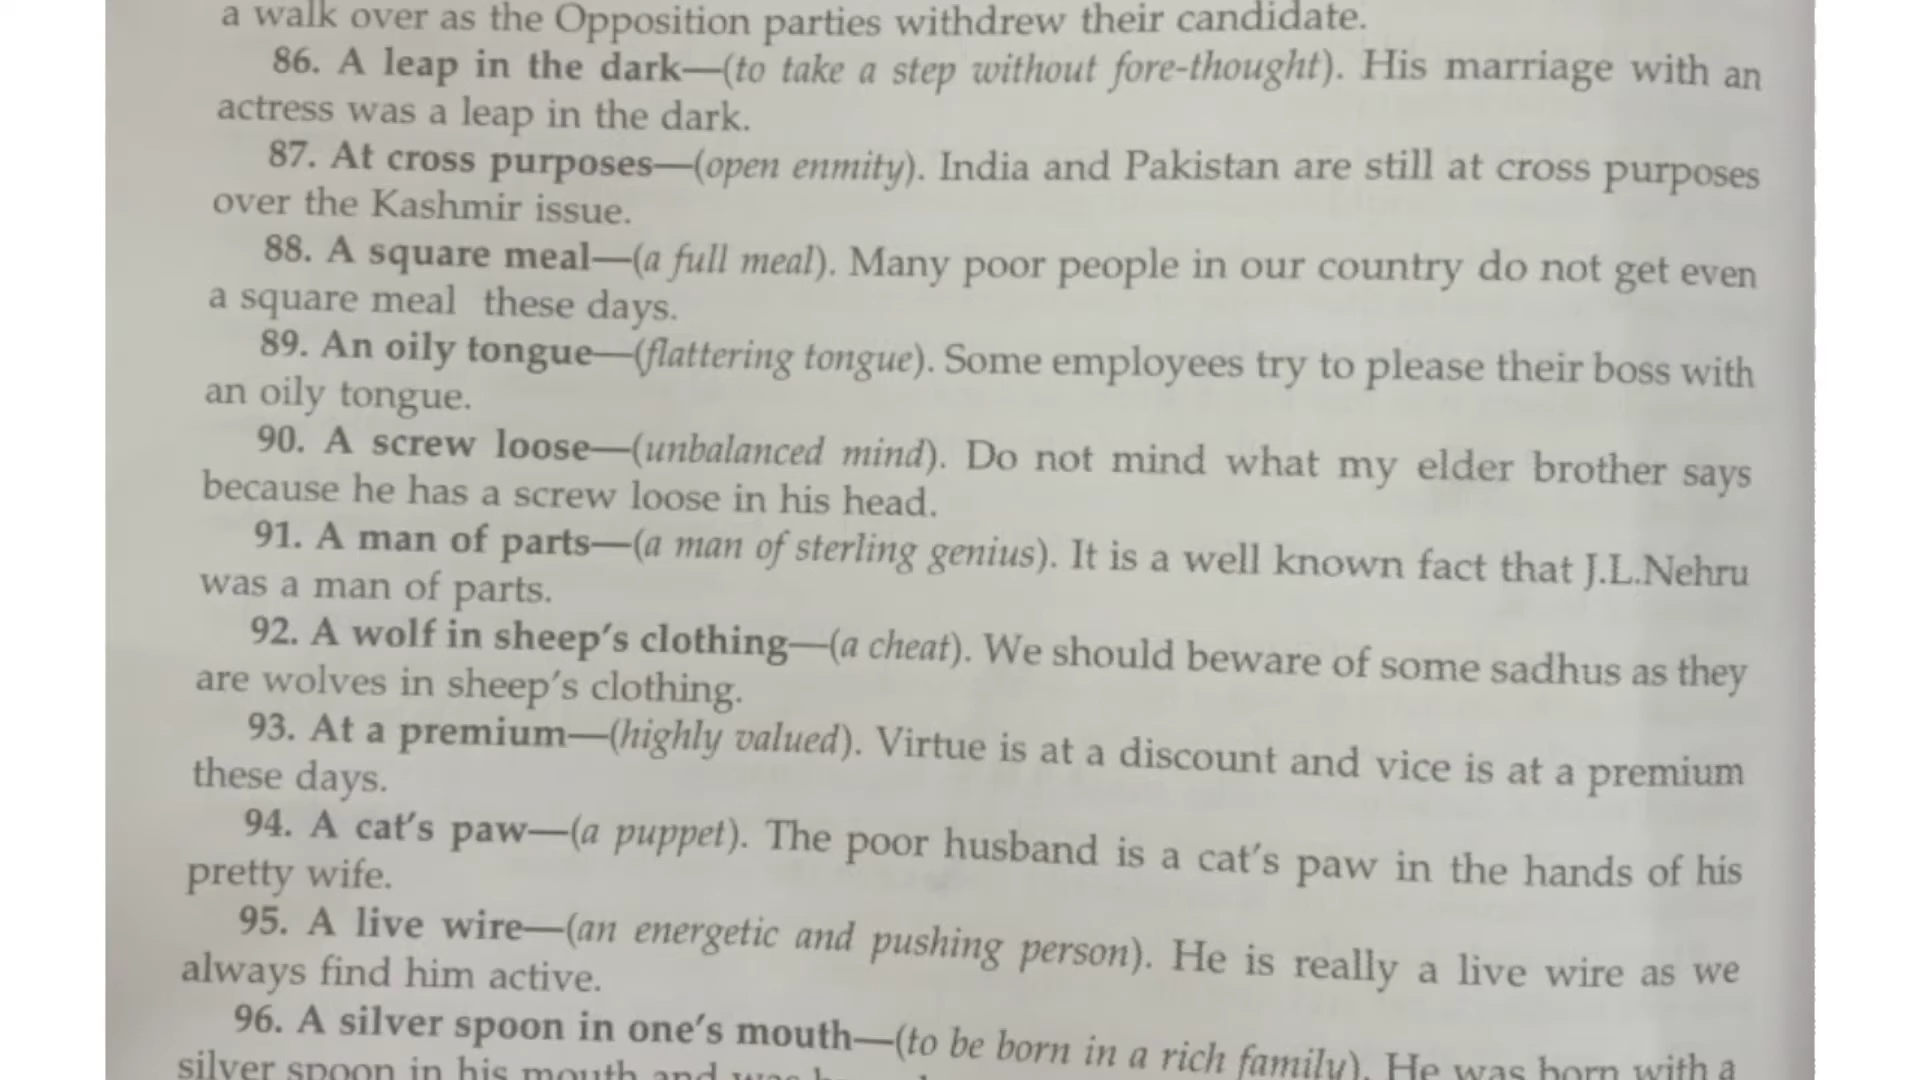 a walk over as the Opposition parties withdrew their candidate.
86. A leap in the dark—(to take a step without fore-thought). His marriage with an
actress was a leap in the dark.
87. At cross purposes—(open enmity). India and Pakistan are still at cross purposes
over the Kashmir issue.
88. A square meal—(a full meal). Many poor people in our country do not get even
a square meal these days.
89. An oily tongue—(flattering tongue). Some employees try to please their boss with
an oily tongue.
90. A screw loose—(unbalanced mind). Do not mind what my elder brother says
because he has a screw loose in his head.
91. A man of parts—(a man of sterling genius). It is a well known fact that J.L.Nehru
was a man of parts.
92. A wolf in sheep's clothing—(a cheat). We should beware of some sadhus as they
are wolves in sheep's clothing.
93. At a premium—(highly valued). Virtue is at a discount and vice is at a premium
these days.
94. A cat's paw—(a puppet). The poor husband is a cat's paw in the hands of his
pretty wife.
95. A live wire—(an energetic and pushing person). He is really a live wire as we
always find him active.
96. A silver spoon in one's mouth—(to be born in a rich family). He was born with a
silver spoon in his mouth and was